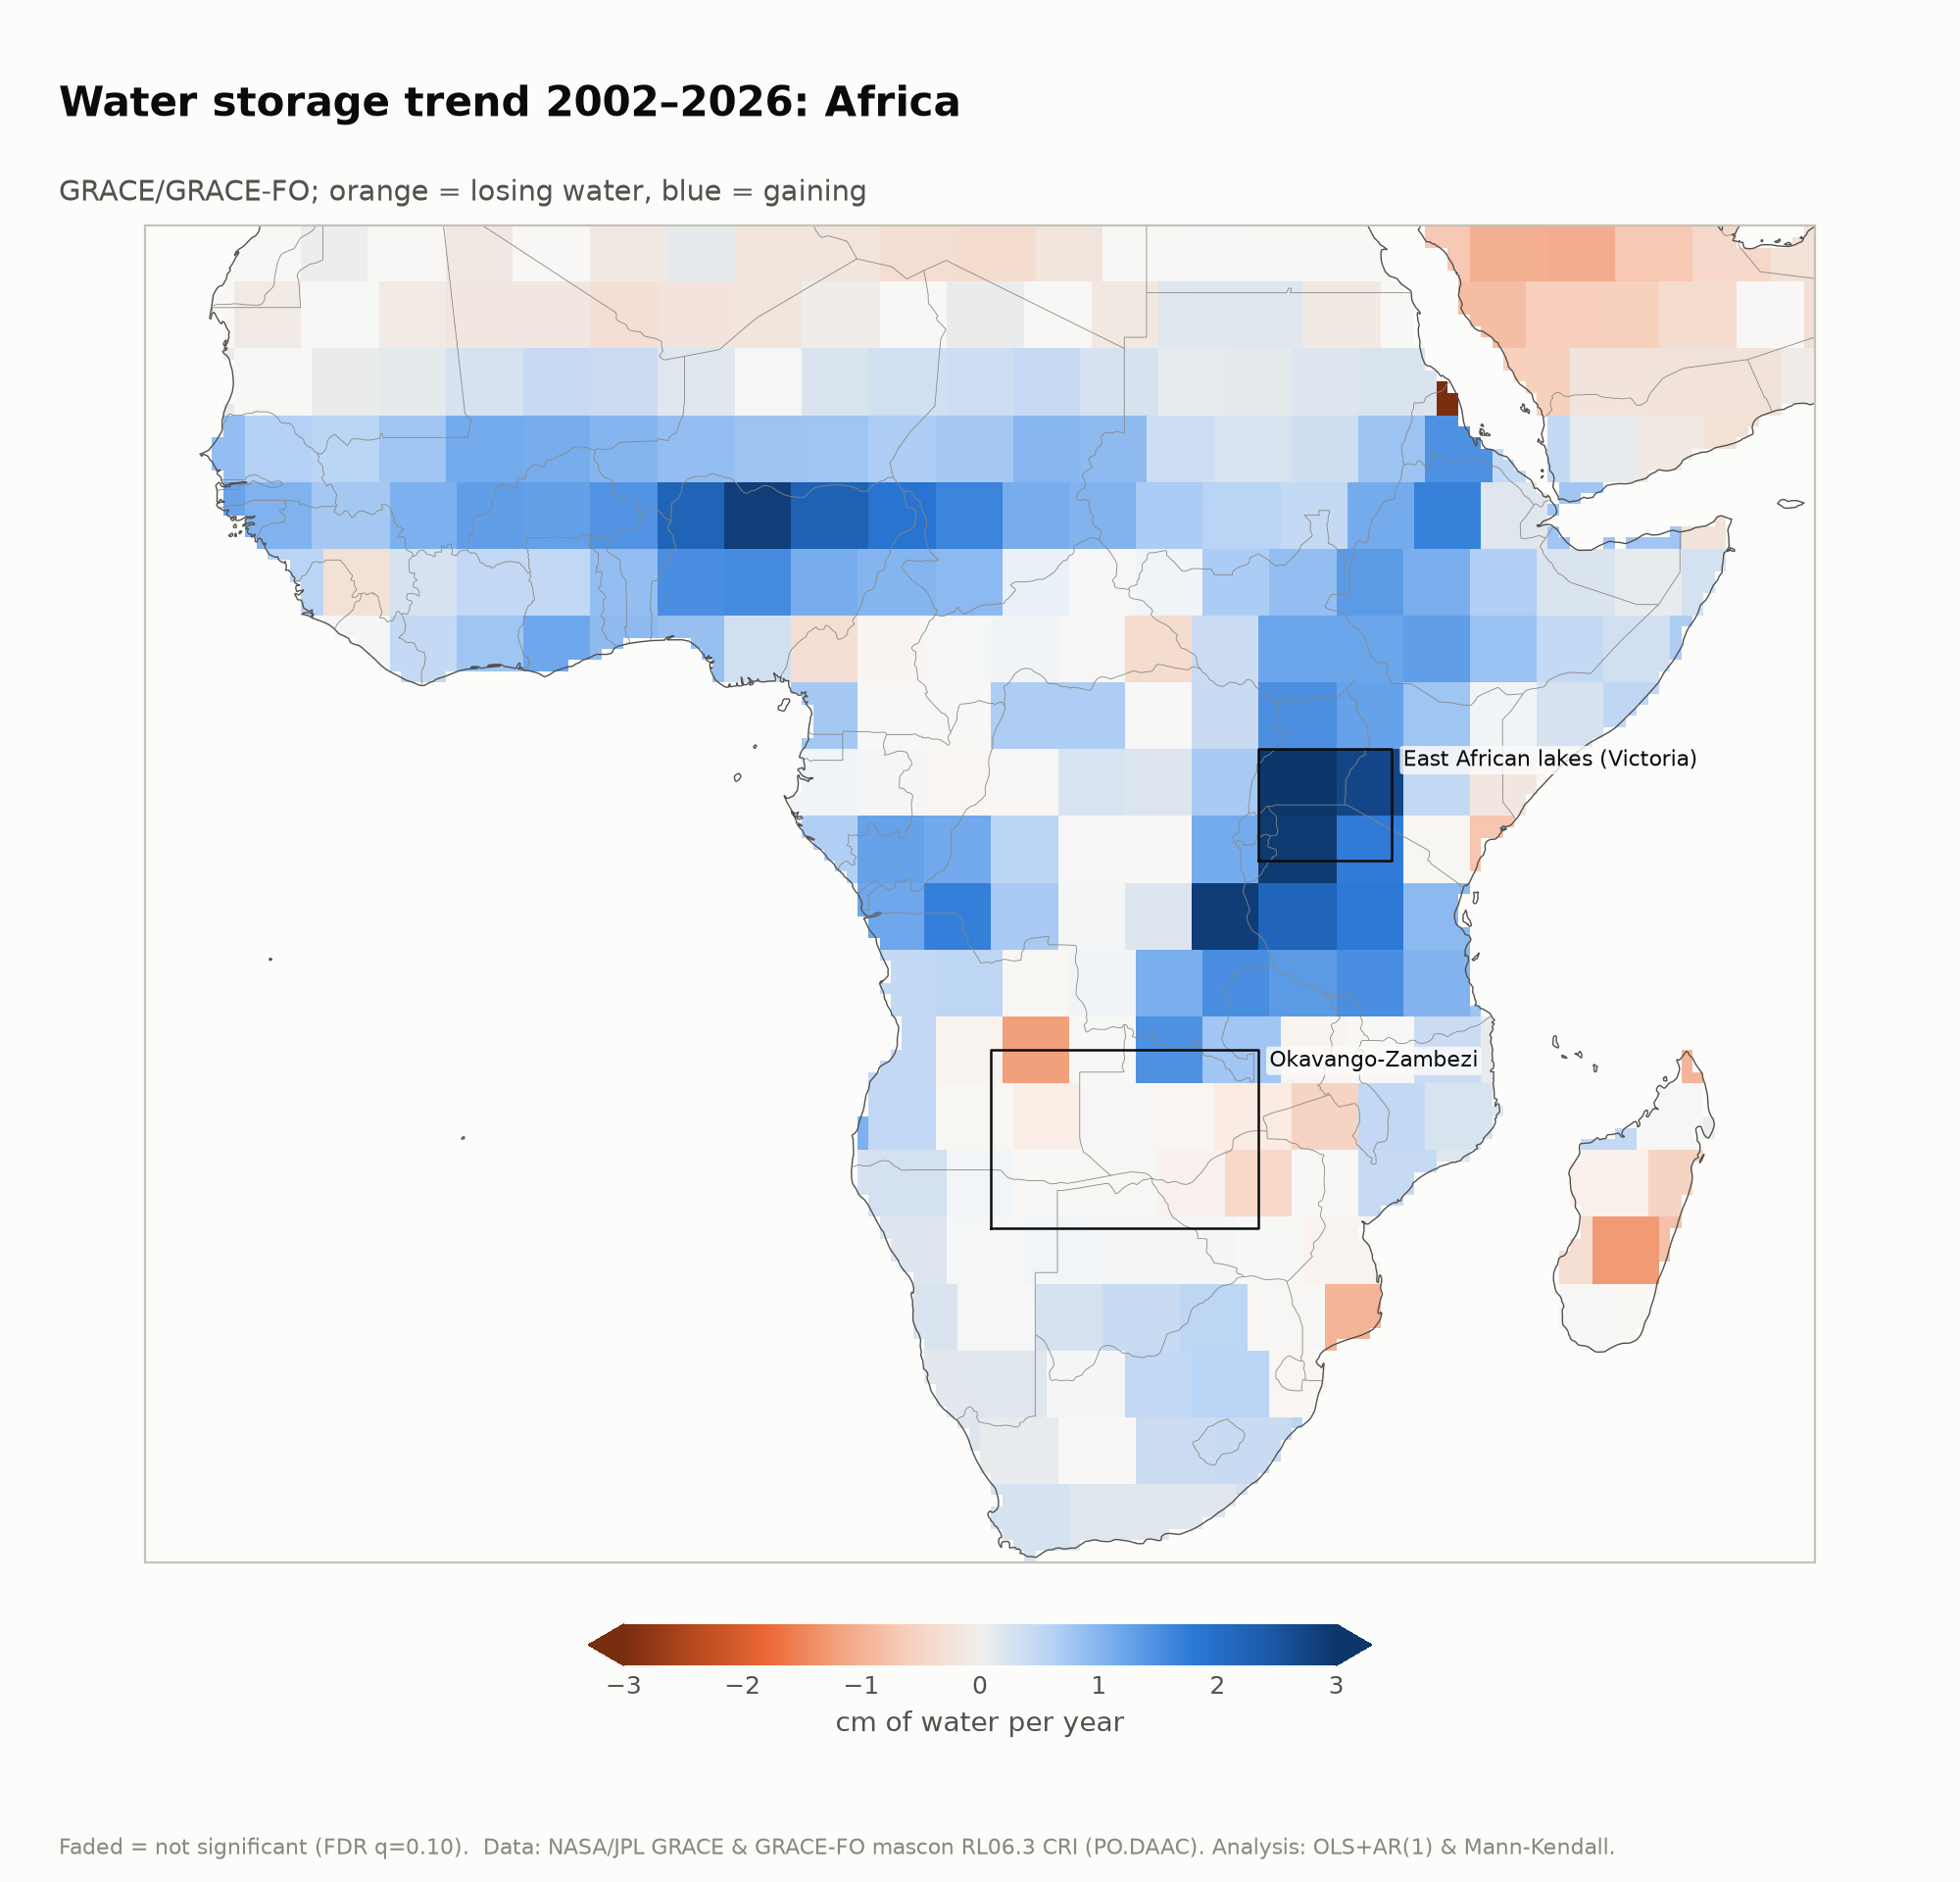 Water storage trend 2002–2026: Africa
GRACE/GRACE-FO; orange = losing water, blue = gaining
East African lakes (Victoria)
Okavango-Zambezi
−3 −2 −1 0 1 2 3
cm of water per year
Faded = not significant (FDR q=0.10).  Data: NASA/JPL GRACE & GRACE-FO mascon RL06.3 CRI (PO.DAAC). Analysis: OLS+AR(1) & Mann-Kendall.